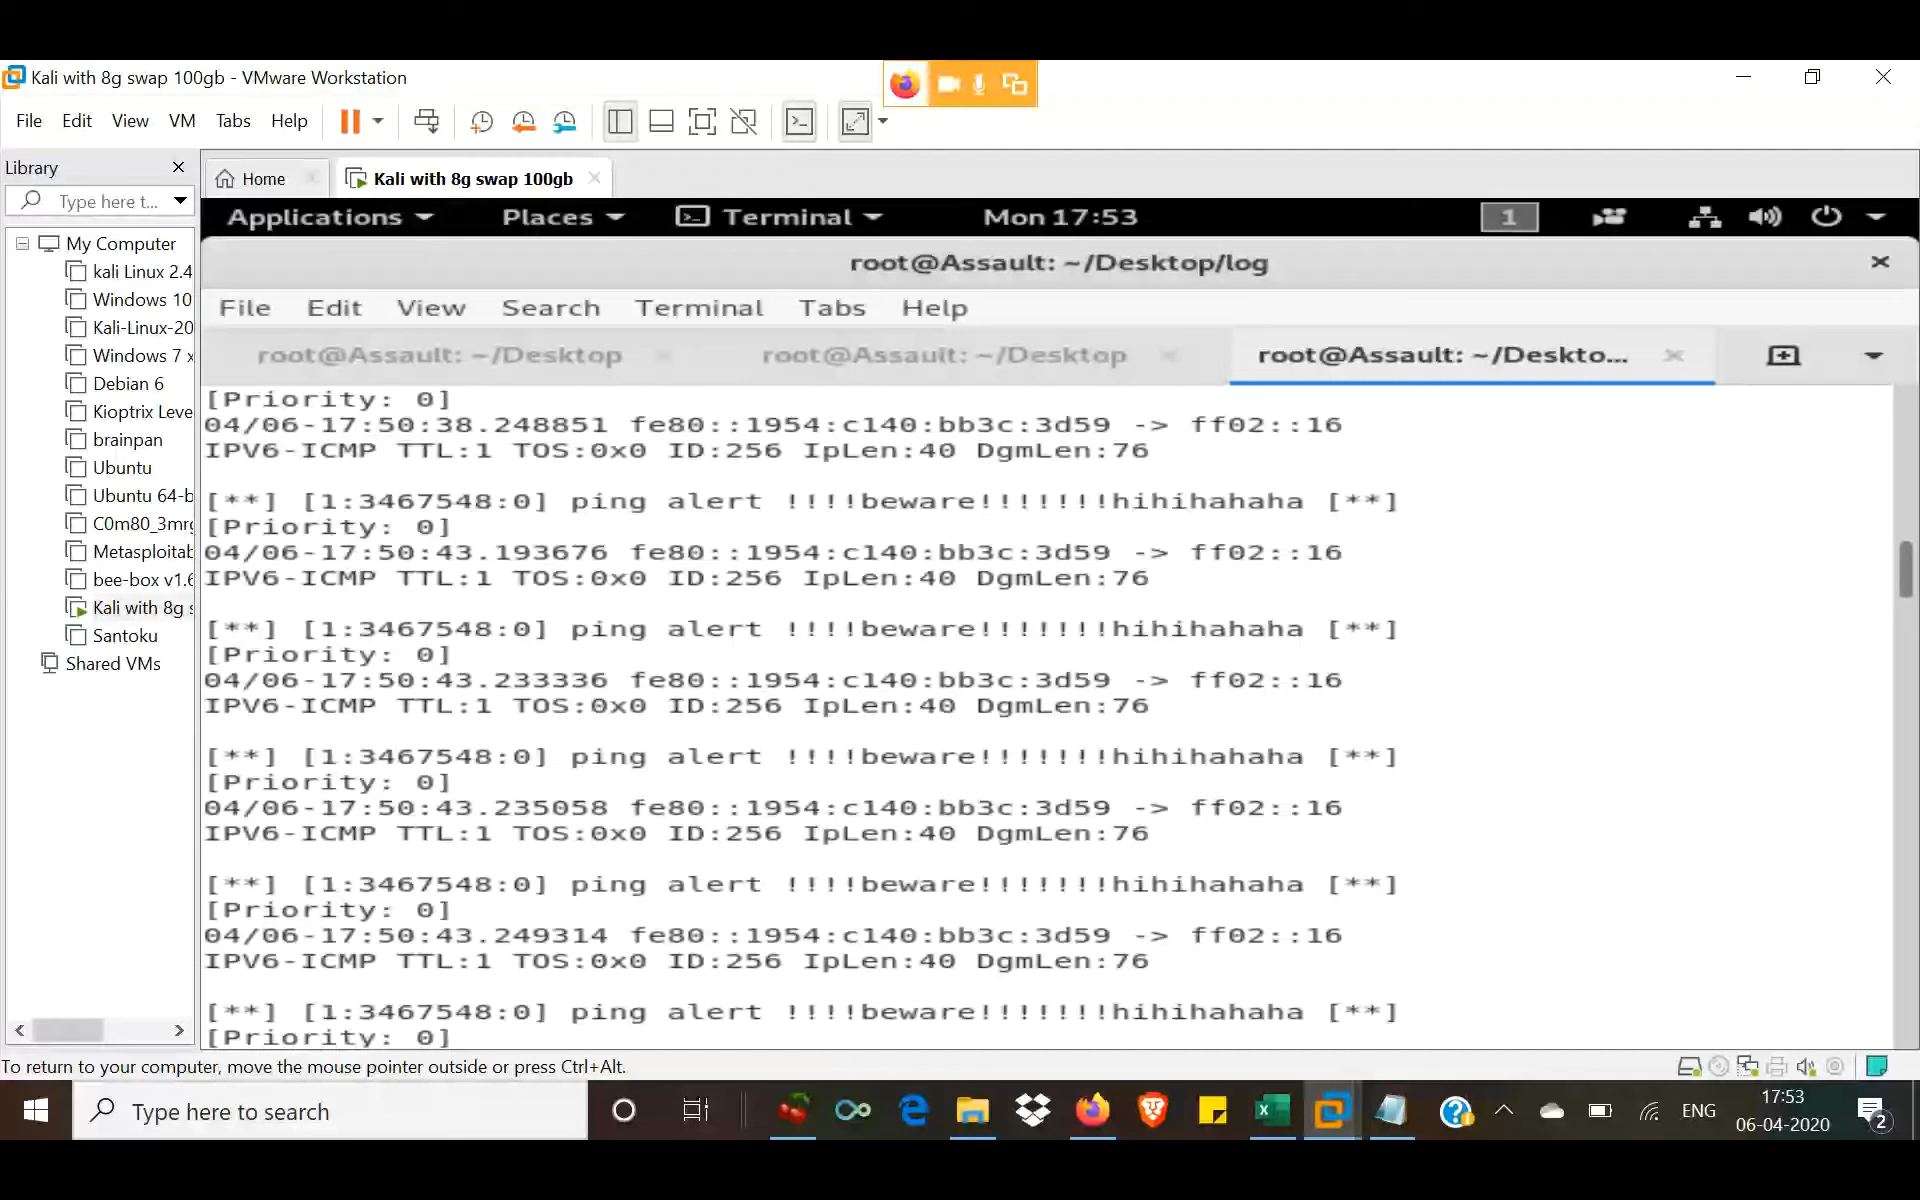 Kali with 8g swap 100gb - VMware Workstation
File Edit View VM Tabs Help
Library
Type here t...
My Computer
kali Linux 2.4
Windows 10
Kali-Linux-20
Windows 7 x
Debian 6
Kioptrix Leve
brainpan
Ubuntu
Ubuntu 64-b
C0m80_3mrg
Metasploitab
bee-box v1.6
Kali with 8g s
Santoku
Shared VMs
Home
Kali with 8g swap 100gb
Applications Places Terminal Mon 17:53 1
root@Assault: ~/Desktop/log
File Edit View Search Terminal Tabs Help
root@Assault: ~/Desktop root@Assault: ~/Desktop root@Assault: ~/Deskto...
[Priority: 0]
04/06-17:50:38.248851 fe80::1954:c140:bb3c:3d59 -> ff02::16
IPV6-ICMP TTL:1 TOS:0x0 ID:256 IpLen:40 DgmLen:76
[**] [1:3467548:0] ping alert !!!!beware!!!!!!!hihihahaha [**]
[Priority: 0]
04/06-17:50:43.193676 fe80::1954:c140:bb3c:3d59 -> ff02::16
IPV6-ICMP TTL:1 TOS:0x0 ID:256 IpLen:40 DgmLen:76
[**] [1:3467548:0] ping alert !!!!beware!!!!!!!hihihahaha [**]
[Priority: 0]
04/06-17:50:43.233336 fe80::1954:c140:bb3c:3d59 -> ff02::16
IPV6-ICMP TTL:1 TOS:0x0 ID:256 IpLen:40 DgmLen:76
[**] [1:3467548:0] ping alert !!!!beware!!!!!!!hihihahaha [**]
[Priority: 0]
04/06-17:50:43.235058 fe80::1954:c140:bb3c:3d59 -> ff02::16
IPV6-ICMP TTL:1 TOS:0x0 ID:256 IpLen:40 DgmLen:76
[**] [1:3467548:0] ping alert !!!!beware!!!!!!!hihihahaha [**]
[Priority: 0]
04/06-17:50:43.249314 fe80::1954:c140:bb3c:3d59 -> ff02::16
IPV6-ICMP TTL:1 TOS:0x0 ID:256 IpLen:40 DgmLen:76
[**] [1:3467548:0] ping alert !!!!beware!!!!!!!hihihahaha [**]
[Priority: 0]
To return to your computer, move the mouse pointer outside or press Ctrl+Alt.
Type here to search
ENG
17:53
06-04-2020
2